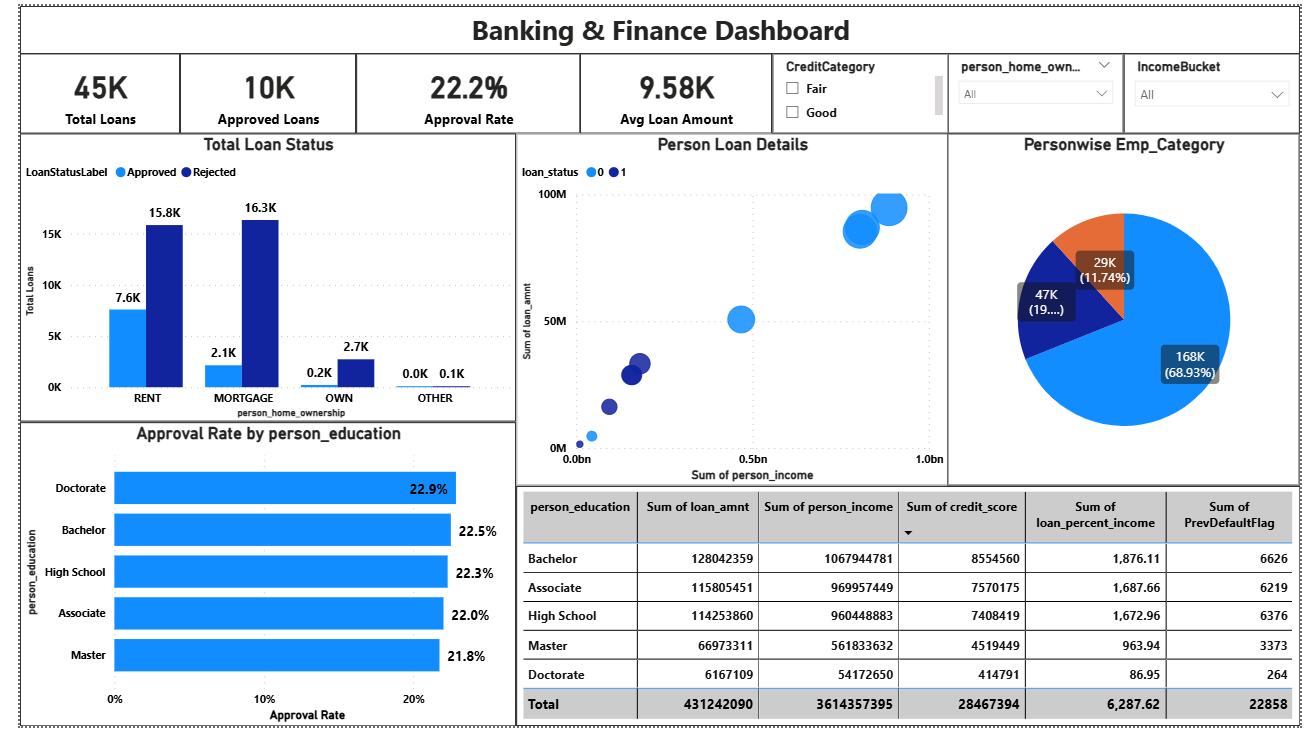 Banking & Finance Dashboard
45K
Total Loans
10K
Approved Loans
22.2%
Approval Rate
9.58K
Avg Loan Amount
CreditCategory
Fair
Good
person_home_own...
All
IncomeBucket
All
Total Loan Status
LoanStatusLabel Approved Rejected
Total Loans
15K
10K
5K
0K
7.6K
15.8K
2.1K
16.3K
0.2K
2.7K
0.0K
0.1K
RENT MORTGAGE OWN OTHER
person_home_ownership
Person Loan Details
loan_status 0 1
Sum of loan_amnt
100M
50M
0M
0.0bn 0.5bn 1.0bn
Sum of person_income
Personwise Emp_Category
29K
(11.74%)
47K
(19....)
168K
(68.93%)
Approval Rate by person_education
person_education
Doctorate 22.9%
Bachelor 22.5%
High School 22.3%
Associate 22.0%
Master 21.8%
0% 10% 20%
Approval Rate
person_education Sum of loan_amnt Sum of person_income Sum of credit_score Sum of loan_percent_income Sum of PrevDefaultFlag
Bachelor 128042359 1067944781 8554560 1,876.11 6626
Associate 115805451 969957449 7570175 1,687.66 6219
High School 114253860 960448883 7408419 1,672.96 6376
Master 66973311 561833632 4519449 963.94 3373
Doctorate 6167109 54172650 414791 86.95 264
Total 431242090 3614357395 28467394 6,287.62 22858